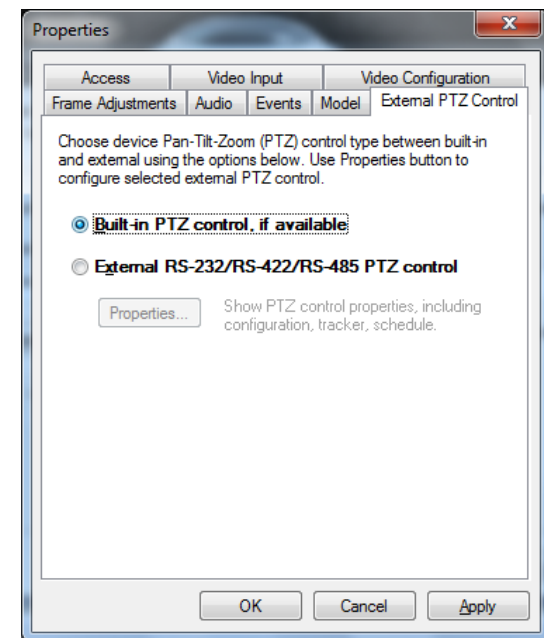 Properties
x
Access Video Input Video Configuration
Frame Adjustments Audio Events Model External PTZ Control
Choose device Pan-Tilt-Zoom (PTZ) control type between built-in
and external using the options below. Use Properties button to
configure selected external PTZ control.
Built-in PTZ control, if available
External RS-232/RS-422/RS-485 PTZ control
Properties... Show PTZ control properties, including
configuration, tracker, schedule.
OK Cancel Apply